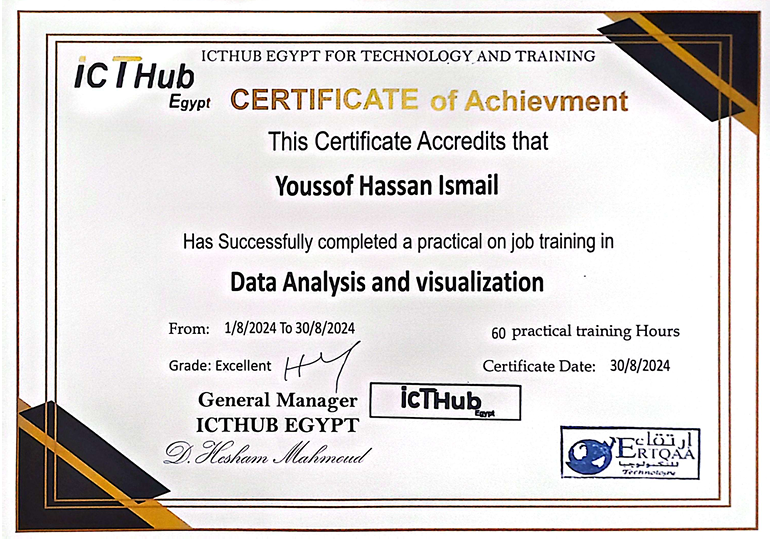 ICTHUB EGYPT FOR TECHNOLOGY AND TRAINING
icTHub
Egypt
CERTIFICATE of Achievment
This Certificate Accredits that
Youssof Hassan Ismail
Has Successfully completed a practical on job training in
Data Analysis and visualization
From: 1/8/2024 To 30/8/2024
60 practical training Hours
Grade: Excellent
Certificate Date: 30/8/2024
General Manager
icTHub
Egypt
ICTHUB EGYPT
D. Hesham Mahmoud
ارتقاء
ERTQAA
للتكنولوجيا
Technology